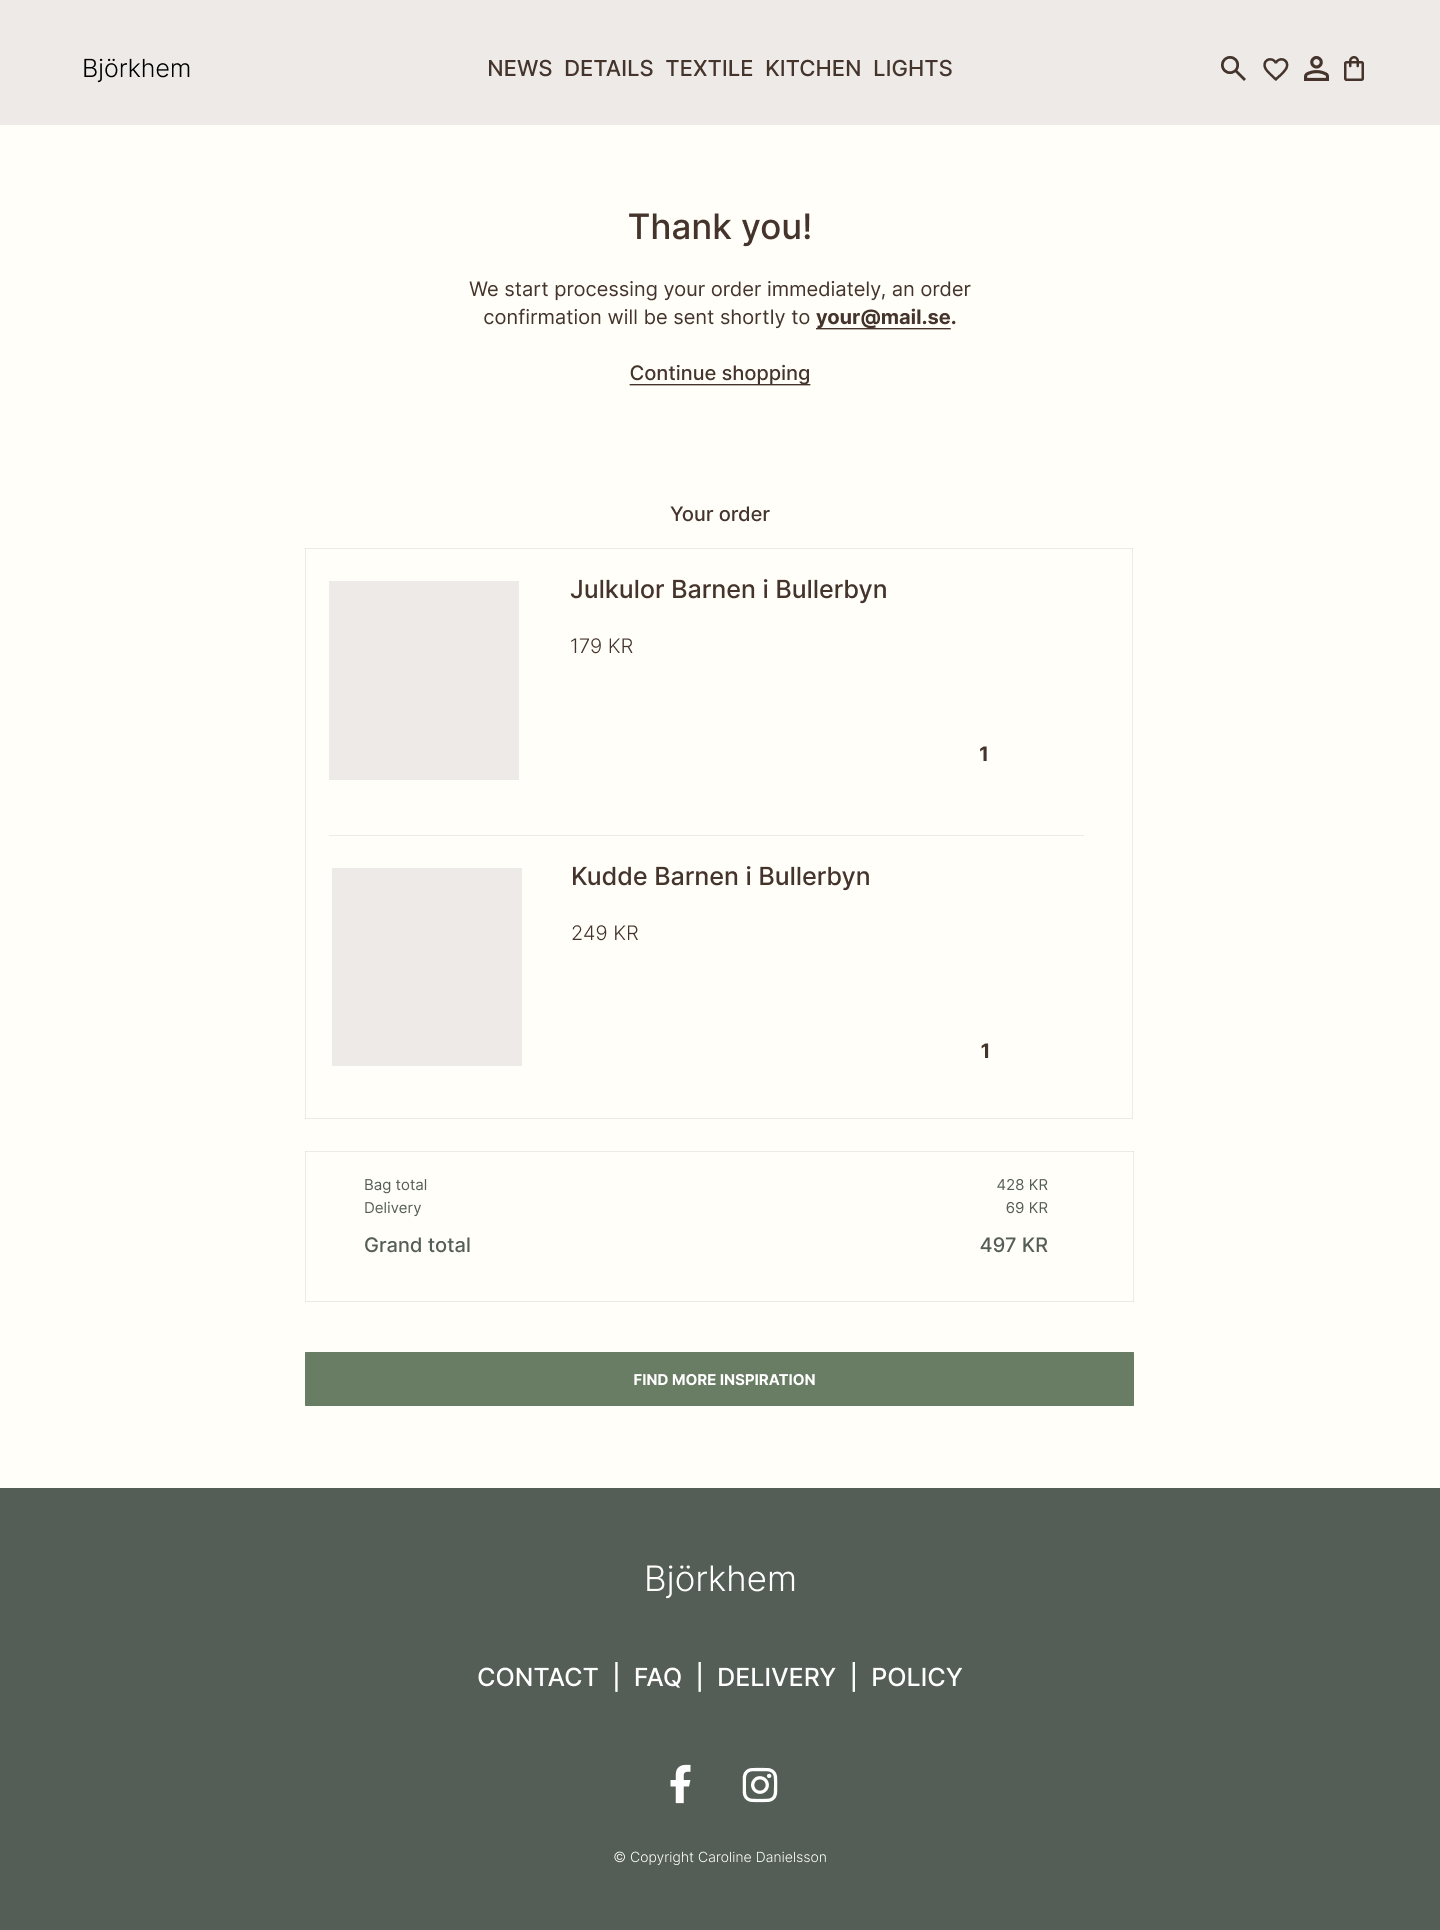 Björkhem
NEWS DETAILS TEXTILE KITCHEN LIGHTS
Thank you!
We start processing your order immediately, an order
confirmation will be sent shortly to your@mail.se.
Continue shopping
Your order
Julkulor Barnen i Bullerbyn
179 KR
1
Kudde Barnen i Bullerbyn
249 KR
1
Bag total 428 KR
Delivery 69 KR
Grand total 497 KR
FIND MORE INSPIRATION
Björkhem
CONTACT | FAQ | DELIVERY | POLICY
© Copyright Caroline Danielsson